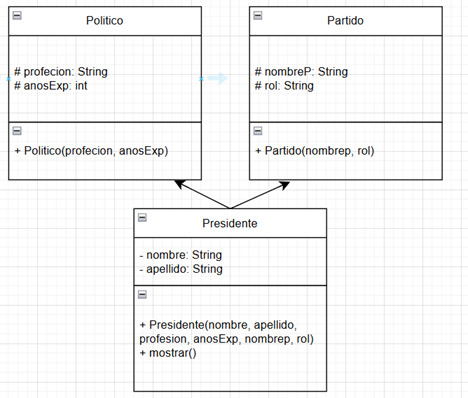 Politico
# profecion: String
# anosExp: int
+ Politico(profecion, anosExp)
Partido
# nombreP: String
# rol: String
+ Partido(nombrep, rol)
Presidente
- nombre: String
- apellido: String
+ Presidente(nombre, apellido,
profesion, anosExp, nombrep, rol)
+ mostrar()